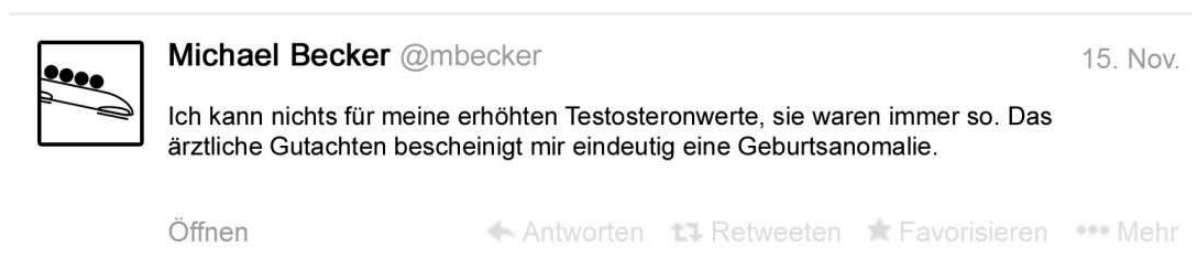 Michael Becker @mbecker 15. Nov.
Ich kann nichts für meine erhöhten Testosteronwerte, sie waren immer so. Das
ärztliche Gutachten bescheinigt mir eindeutig eine Geburtsanomalie.
Öffnen Antworten Retweeten Favorisieren Mehr